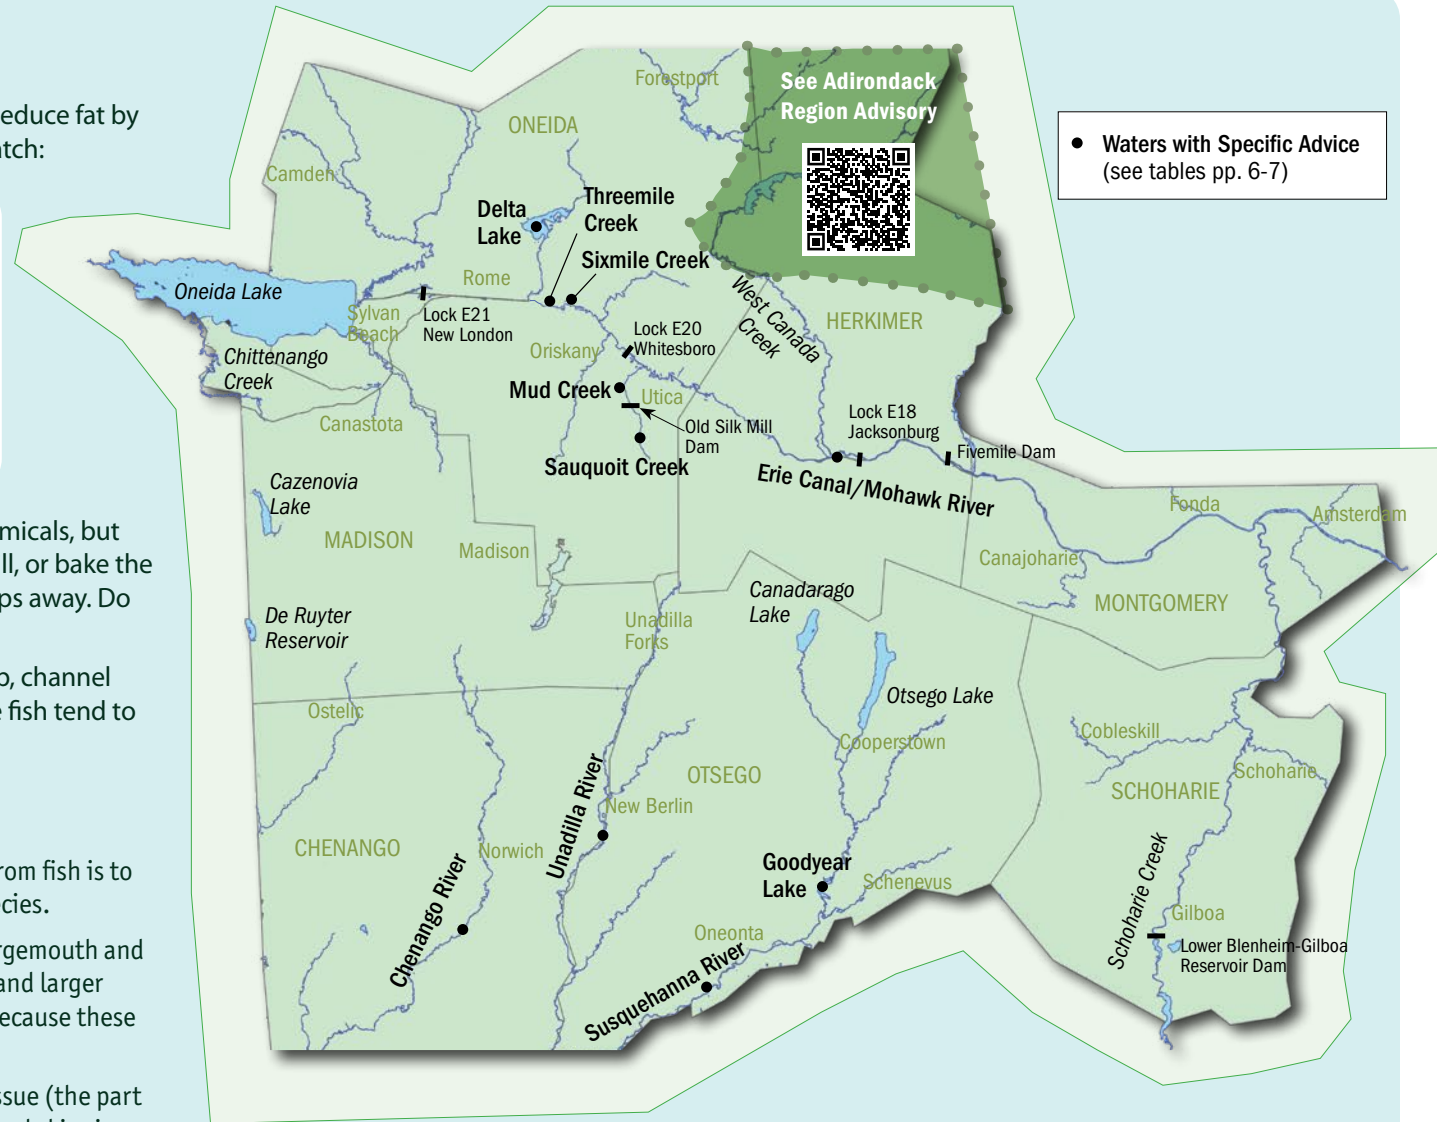 educe fat by
atch:
micals, but
ll, or bake the
ps away. Do
p, channel
e fish tend to
rom fish is to
cies.
rgemouth and
and larger
ecause these
ssue (the part
See Adirondack
Region Advisory
Waters with Specific Advice
(see tables pp. 6-7)
Forestport
ONEIDA
Camden
Delta
Lake
Threemile
Creek
Sixmile Creek
Rome
Oneida Lake
Sylvan
Beach
Lock E21
New London
Lock E20
Whitesboro
Oriskany
West Canada
Creek
HERKIMER
Chittenango
Creek
Mud Creek
Utica
Old Silk Mill
Dam
Lock E18
Jacksonburg
Fivemile Dam
Canastota
Sauquoit Creek
Erie Canal/Mohawk River
Cazenovia
Lake
MADISON
Madison
Fonda
Amsterdam
Canajoharie
MONTGOMERY
De Ruyter
Reservoir
Unadilla
Forks
Canadarago
Lake
Otsego Lake
Ostelic
Cooperstown
Cobleskill
Schoharie
OTSEGO
SCHOHARIE
New Berlin
Unadilla River
CHENANGO
Norwich
Chenango River
Goodyear
Lake
Schenevus
Oneonta
Susquehanna River
Schoharie Creek
Gilboa
Lower Blenheim-Gilboa
Reservoir Dam